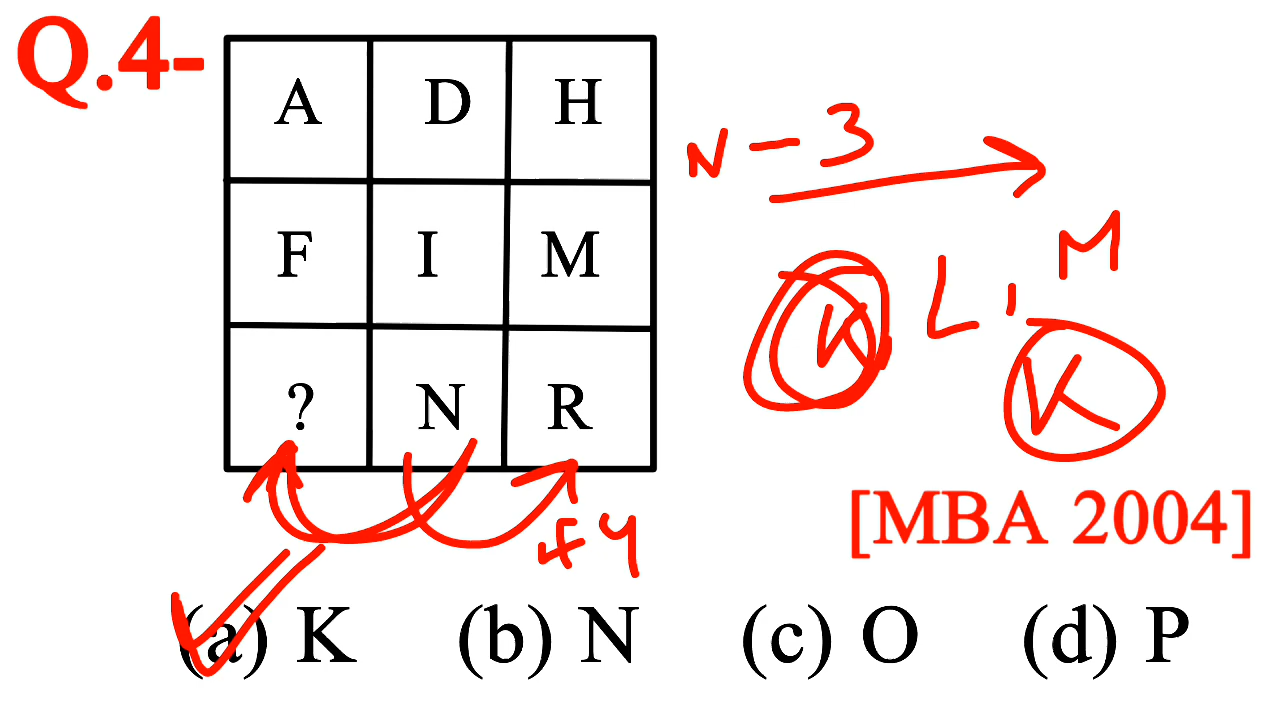 Q.4-
A D H
N - 3
F I M
K L, M
K
? N R
+4
[MBA 2004]
(a) K (b) N (c) O (d) P